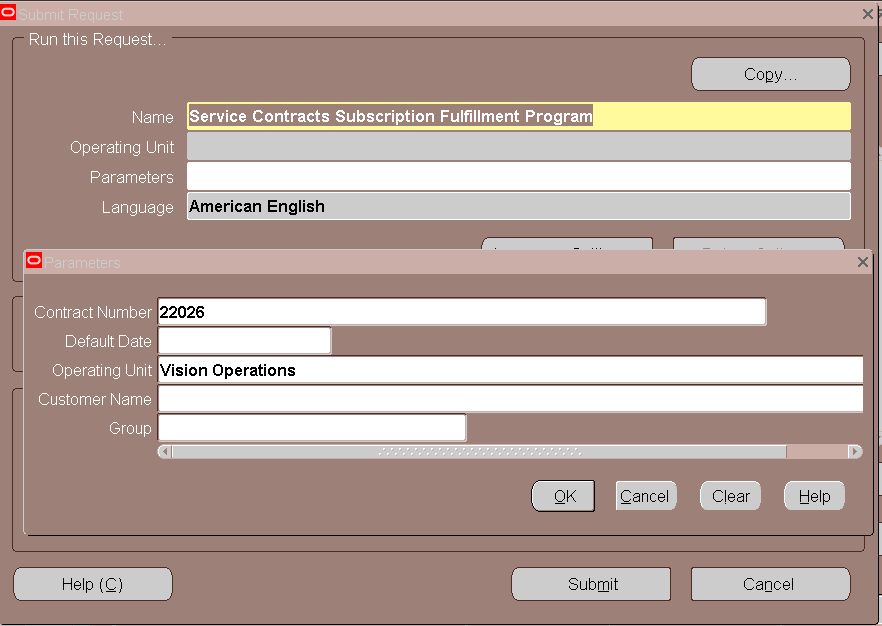 Submit Request
Run this Request...
Copy...
Name Service Contracts Subscription Fulfillment Program
Operating Unit
Parameters
Language American English
Parameters
Contract Number 22026
Default Date
Operating Unit Vision Operations
Customer Name
Group
OK Cancel Clear Help
Help (C) Submit Cancel